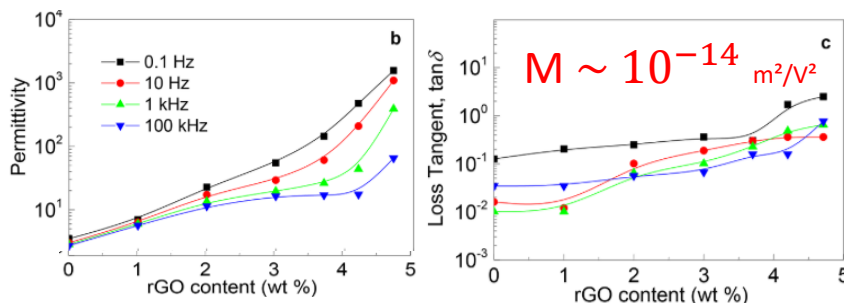 b
10⁴
10³
10²
10¹
Permittivity
0.1 Hz
10 Hz
1 kHz
100 kHz
0 1 2 3 4 5
rGO content (wt %)
c
M ~ 10⁻¹⁴ m²/V²
10¹
10⁰
10⁻¹
10⁻²
10⁻³
Loss Tangent, tanδ
0 1 2 3 4 5
rGO content (wt %)